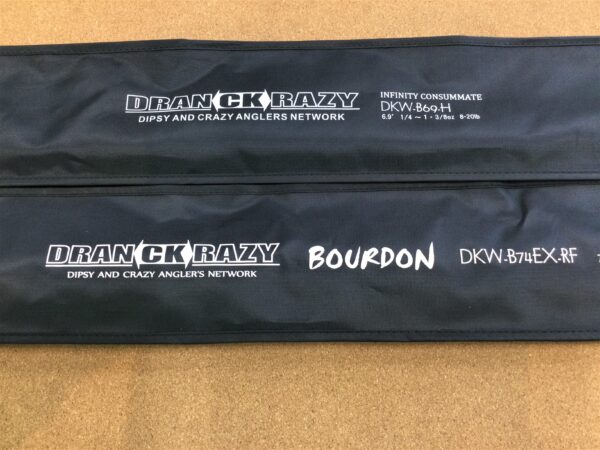 DRANCKRAZY
DIPSY AND CRAZY ANGLERS NETWORK
INFINITY CONSUMMATE
DKW-B69-H
6.9' 1/4 ~ 1・3/8oz 8-20lb
DRANCKRAZY
DIPSY AND CRAZY ANGLER'S NETWORK
BOURDON
DKW-B74EX-RF